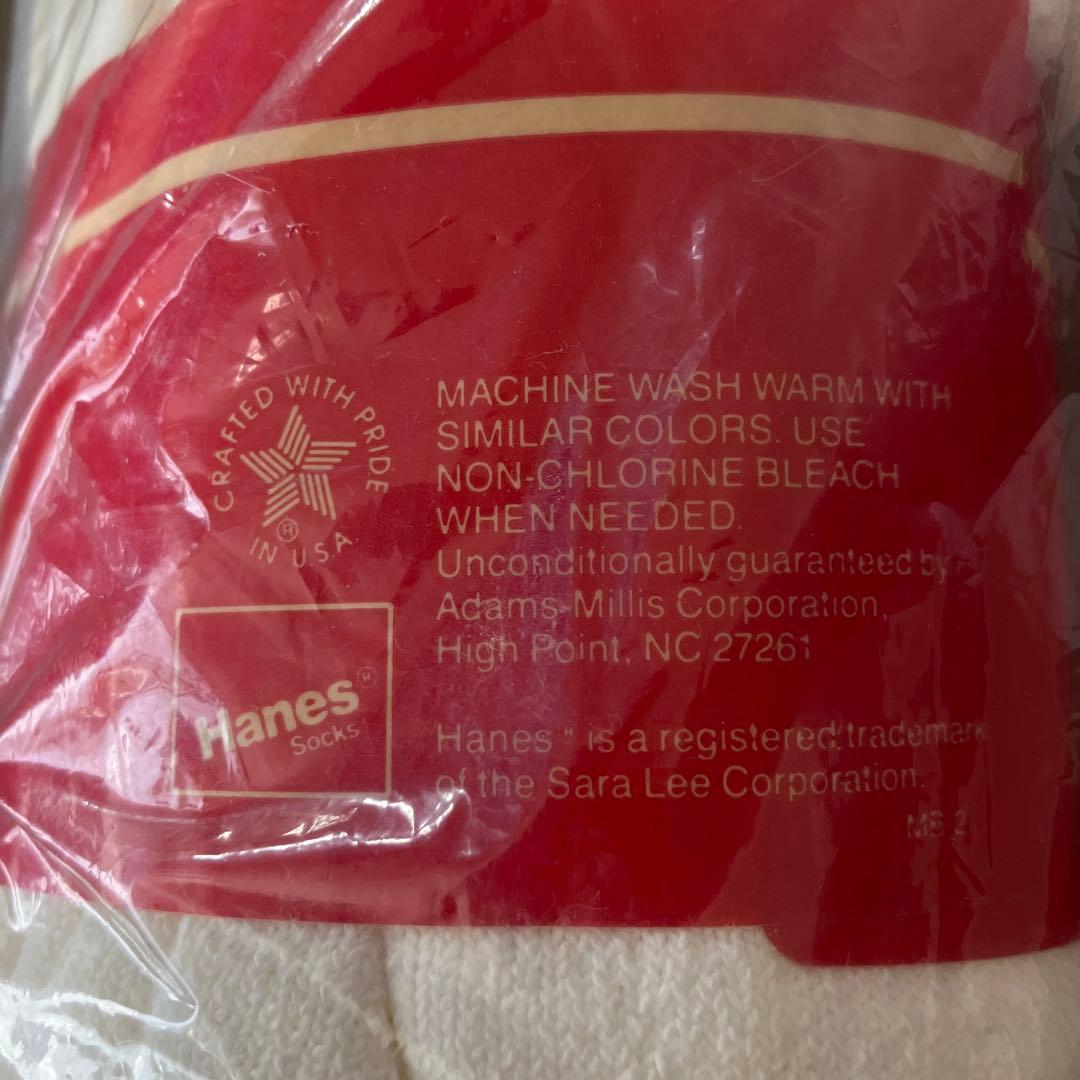 CRAFTED WITH PRIDE
IN U.S.A.
MACHINE WASH WARM WITH
SIMILAR COLORS. USE
NON-CHLORINE BLEACH
WHEN NEEDED.
Unconditionally guaranteed by
Adams-Millis Corporation,
High Point, NC 27261
Hanes®
Socks
Hanes® is a registered trademark
of the Sara Lee Corporation.